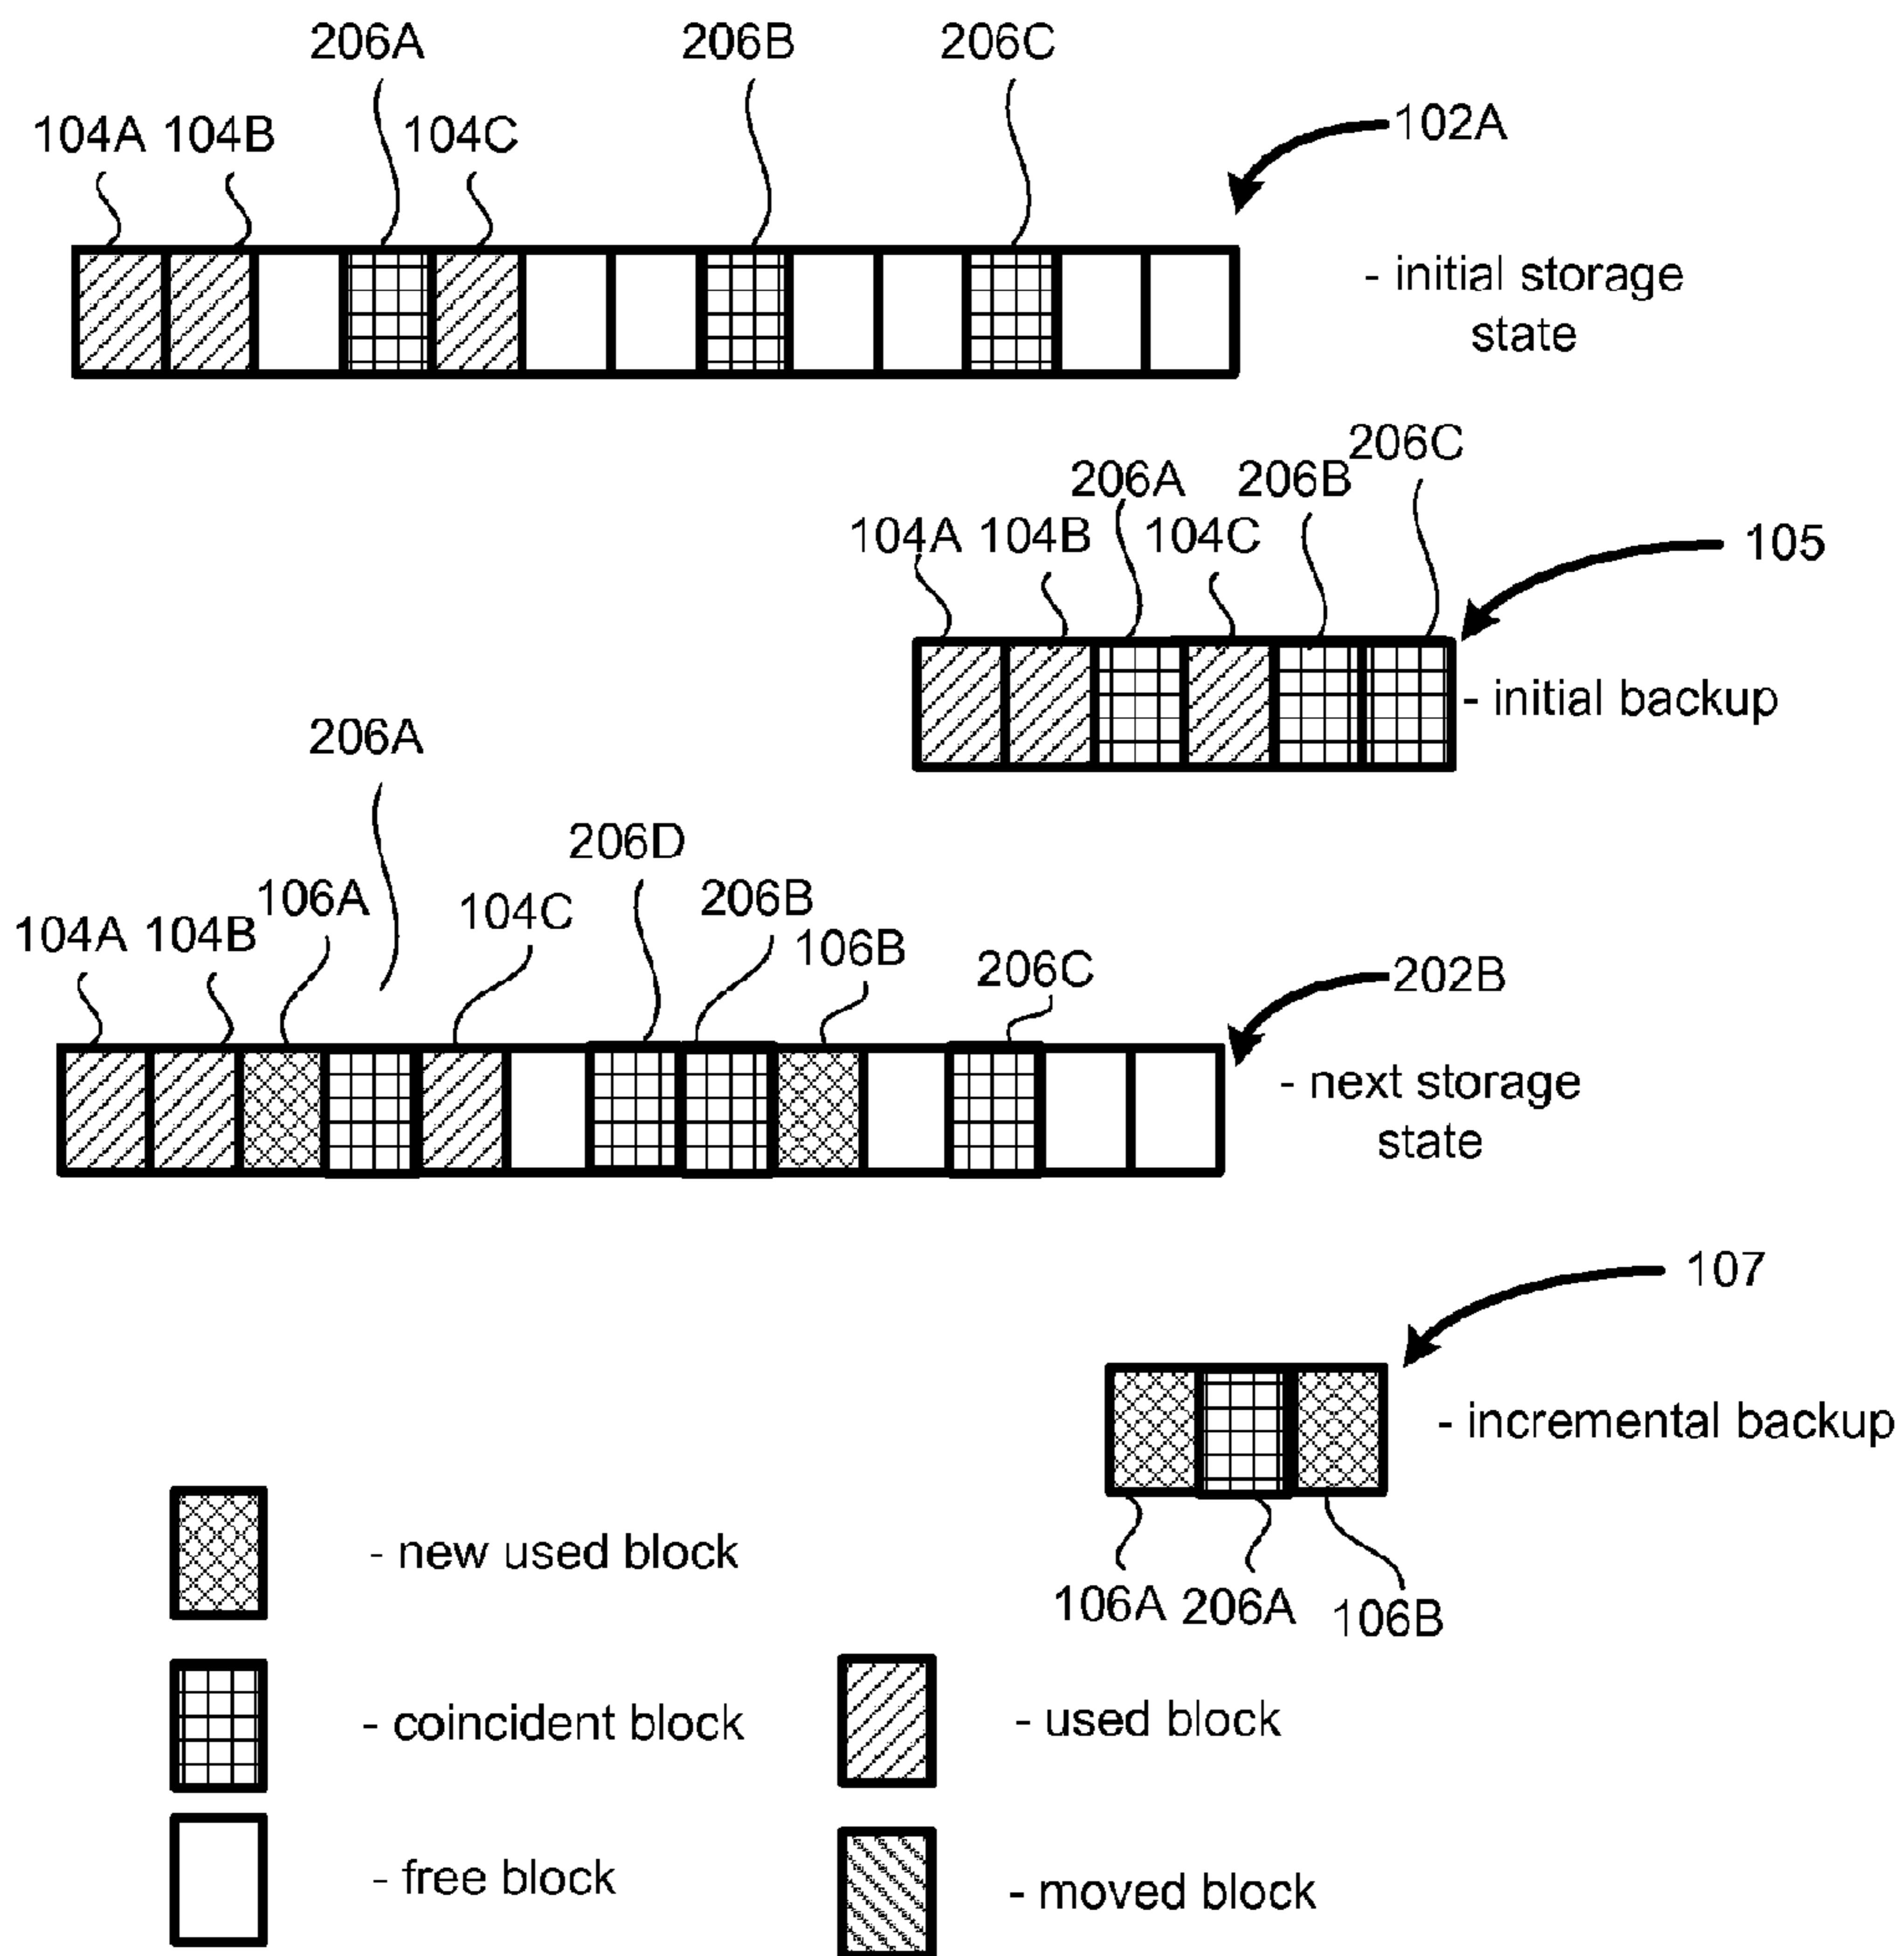 206A 206B 206C
104A 104B 104C
102A
- initial storage
state
206C
206A 206B
104A 104B 104C
105
- initial backup
206A
206D
106A 104C 206B
104A 104B 106B
206C
202B
- next storage
state
107
- incremental backup
106A 206A 106B
- new used block
- coincident block
- used block
- free block
- moved block